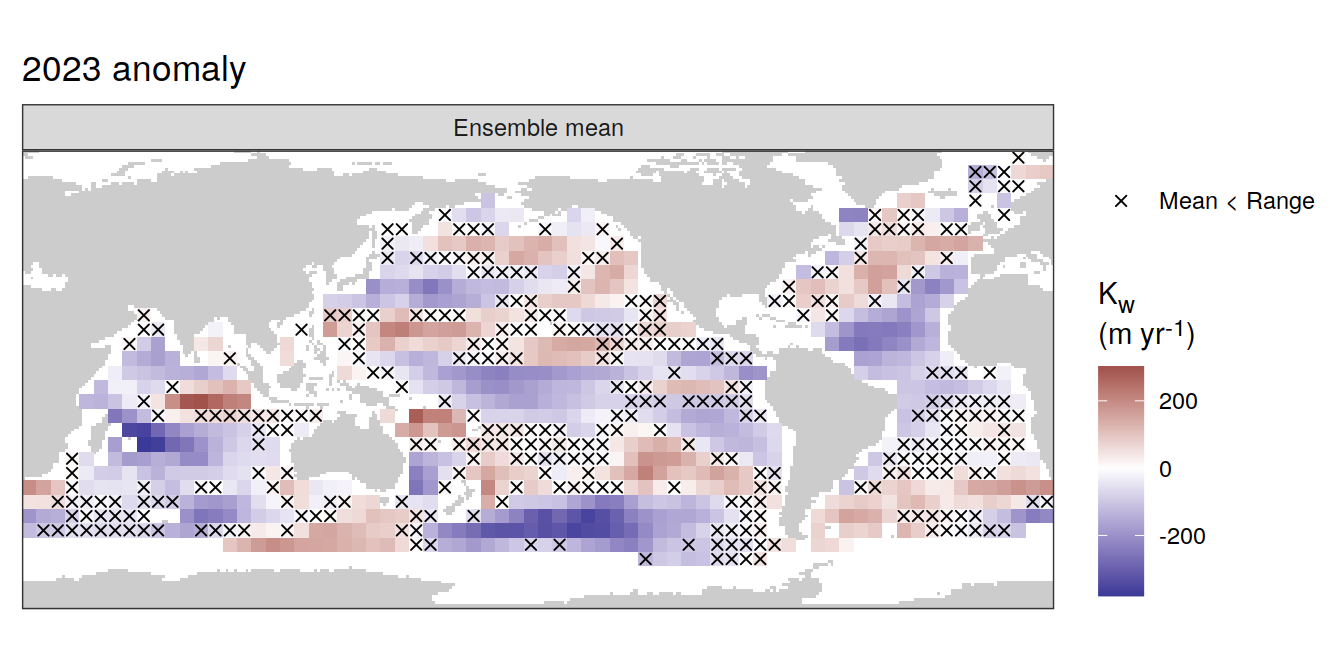 2023 anomaly
Ensemble mean
× Mean < Range
Kw
(m yr-1)
200
0
-200